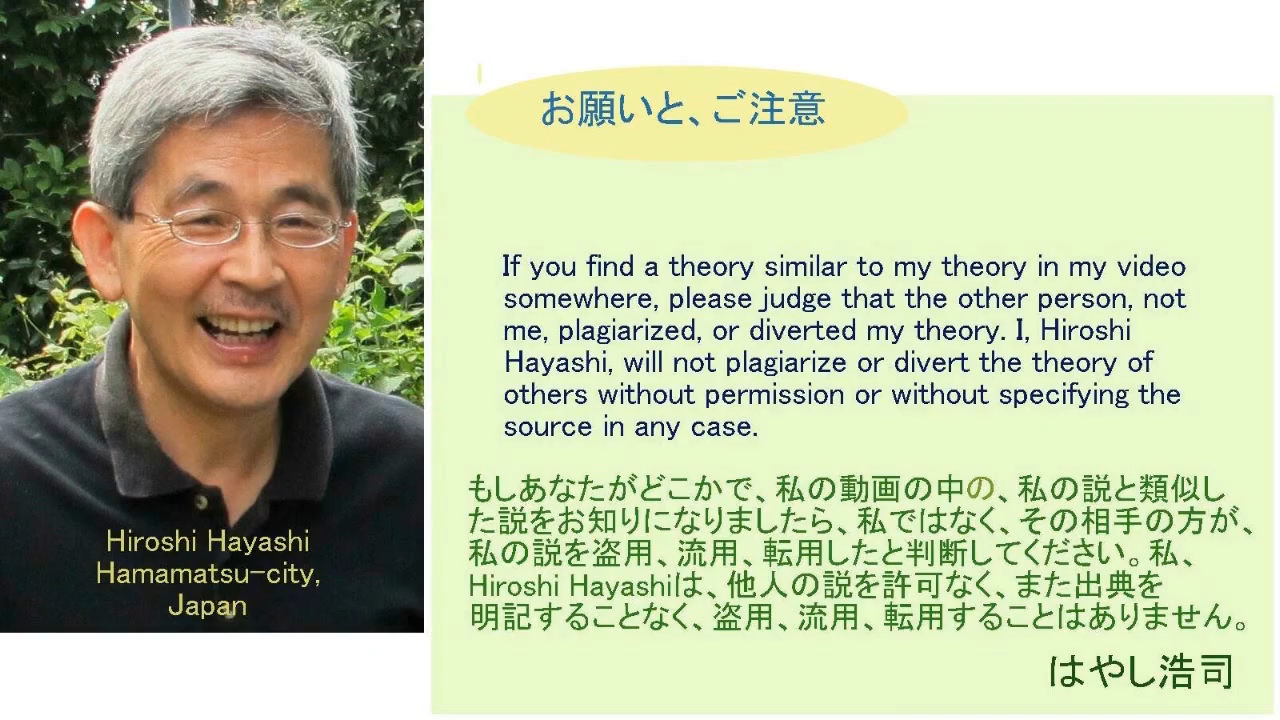 お願いと、ご注意
If you find a theory similar to my theory in my video
somewhere, please judge that the other person, not
me, plagiarized, or diverted my theory. I, Hiroshi
Hayashi, will not plagiarize or divert the theory of
others without permission or without specifying the
source in any case.
もしあなたがどこかで、私の動画の中の、私の説と類似し
た説をお知りになりましたら、私ではなく、その相手の方が、
私の説を盗用、流用、転用したと判断してください。私、
Hiroshi Hayashiは、他人の説を許可なく、また出典を
明記することなく、盗用、流用、転用することはありません。
はやし浩司
Hiroshi Hayashi
Hamamatsu-city,
Japan